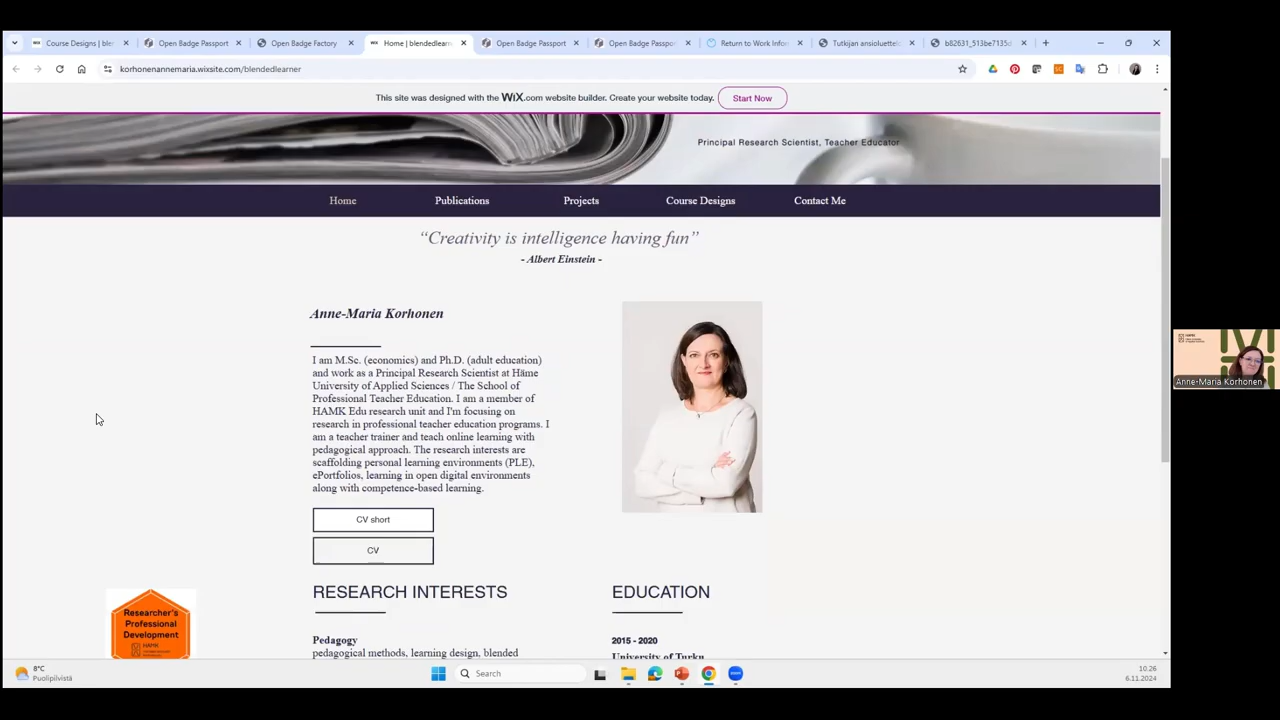 Course Designs | ble
Open Badge Passport
Open Badge Factory
Home | blendedlearn
Open Badge Passport
Open Badge Passpo
Return to Work Infor
Tutkijan ansioluettelo
b82631_513be7135d
korhonenannemaria.wixsite.com/blendedlearner
This site was designed with the WiX.com website builder. Create your website today.
Start Now
Principal Research Scientist, Teacher Educator
Home
Publications
Projects
Course Designs
Contact Me
“Creativity is intelligence having fun”
- Albert Einstein -
Anne-Maria Korhonen
I am M.Sc. (economics) and Ph.D. (adult education)
and work as a Principal Research Scientist at Häme
University of Applied Sciences / The School of
Professional Teacher Education. I am a member of
HAMK Edu research unit and I'm focusing on
research in professional teacher education programs. I
am a teacher trainer and teach online learning with
pedagogical approach. The research interests are
scaffolding personal learning environments (PLE),
ePortfolios, learning in open digital environments
along with competence-based learning.
CV short
CV
RESEARCH INTERESTS
EDUCATION
Researcher's
Professional
Development
HAMK
Pedagogy
pedagogical methods, learning design, blended
2015 - 2020
University of Turku
Anne-Maria Korhonen
8°C
Puolipilvistä
Search
10.26
6.11.2024